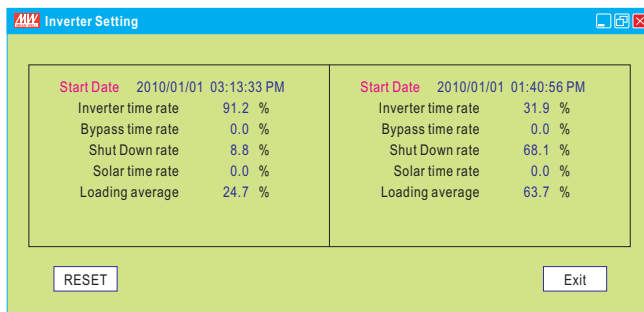 MW Inverter Setting
Start Date 2010/01/01 03:13:33 PM
Inverter time rate 91.2 %
Bypass time rate 0.0 %
Shut Down rate 8.8 %
Solar time rate 0.0 %
Loading average 24.7 %
Start Date 2010/01/01 01:40:56 PM
Inverter time rate 31.9 %
Bypass time rate 0.0 %
Shut Down rate 68.1 %
Solar time rate 0.0 %
Loading average 63.7 %
RESET
Exit